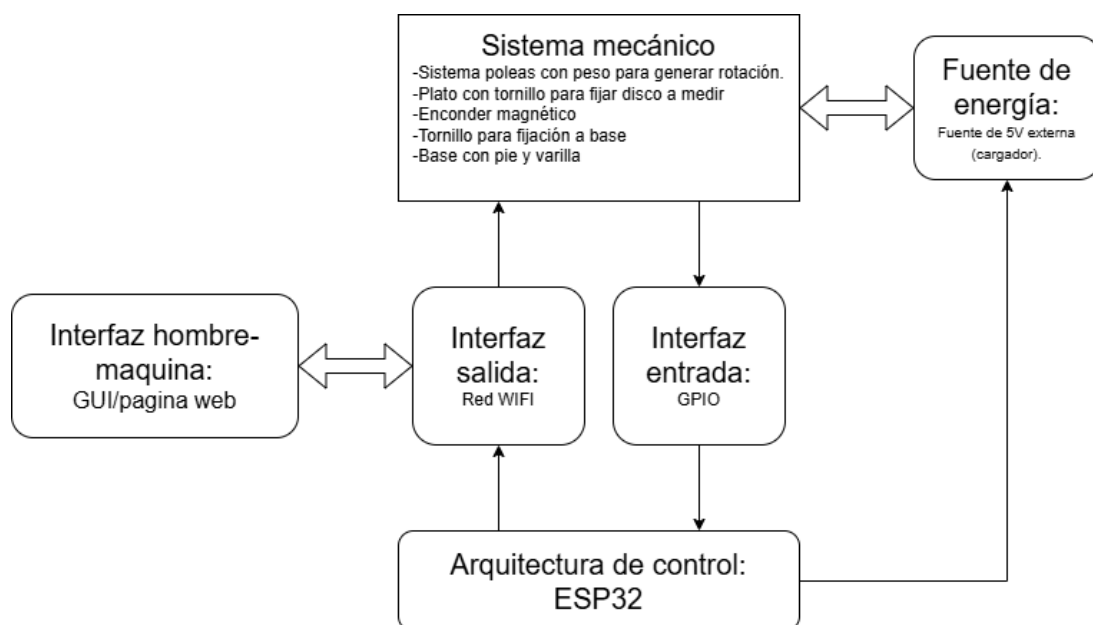 Sistema mecánico
-Sistema poleas con peso para generar rotación.
-Plato con tornillo para fijar disco a medir
-Enconder magnético
-Tornillo para fijación a base
-Base con pie y varilla
Fuente de
energía:
Fuente de 5V externa
(cargador).
Interfaz hombre-
maquina:
GUI/pagina web
Interfaz
salida:
Red WIFI
Interfaz
entrada:
GPIO
Arquitectura de control:
ESP32